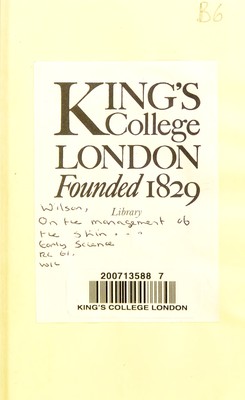 B6
KING'S
College
LONDON
Founded 1829
Library
Wilson,
On the management of
the skin . . "
Early Science
RL 61.
WIL
200713588 7
KING'S COLLEGE LONDON